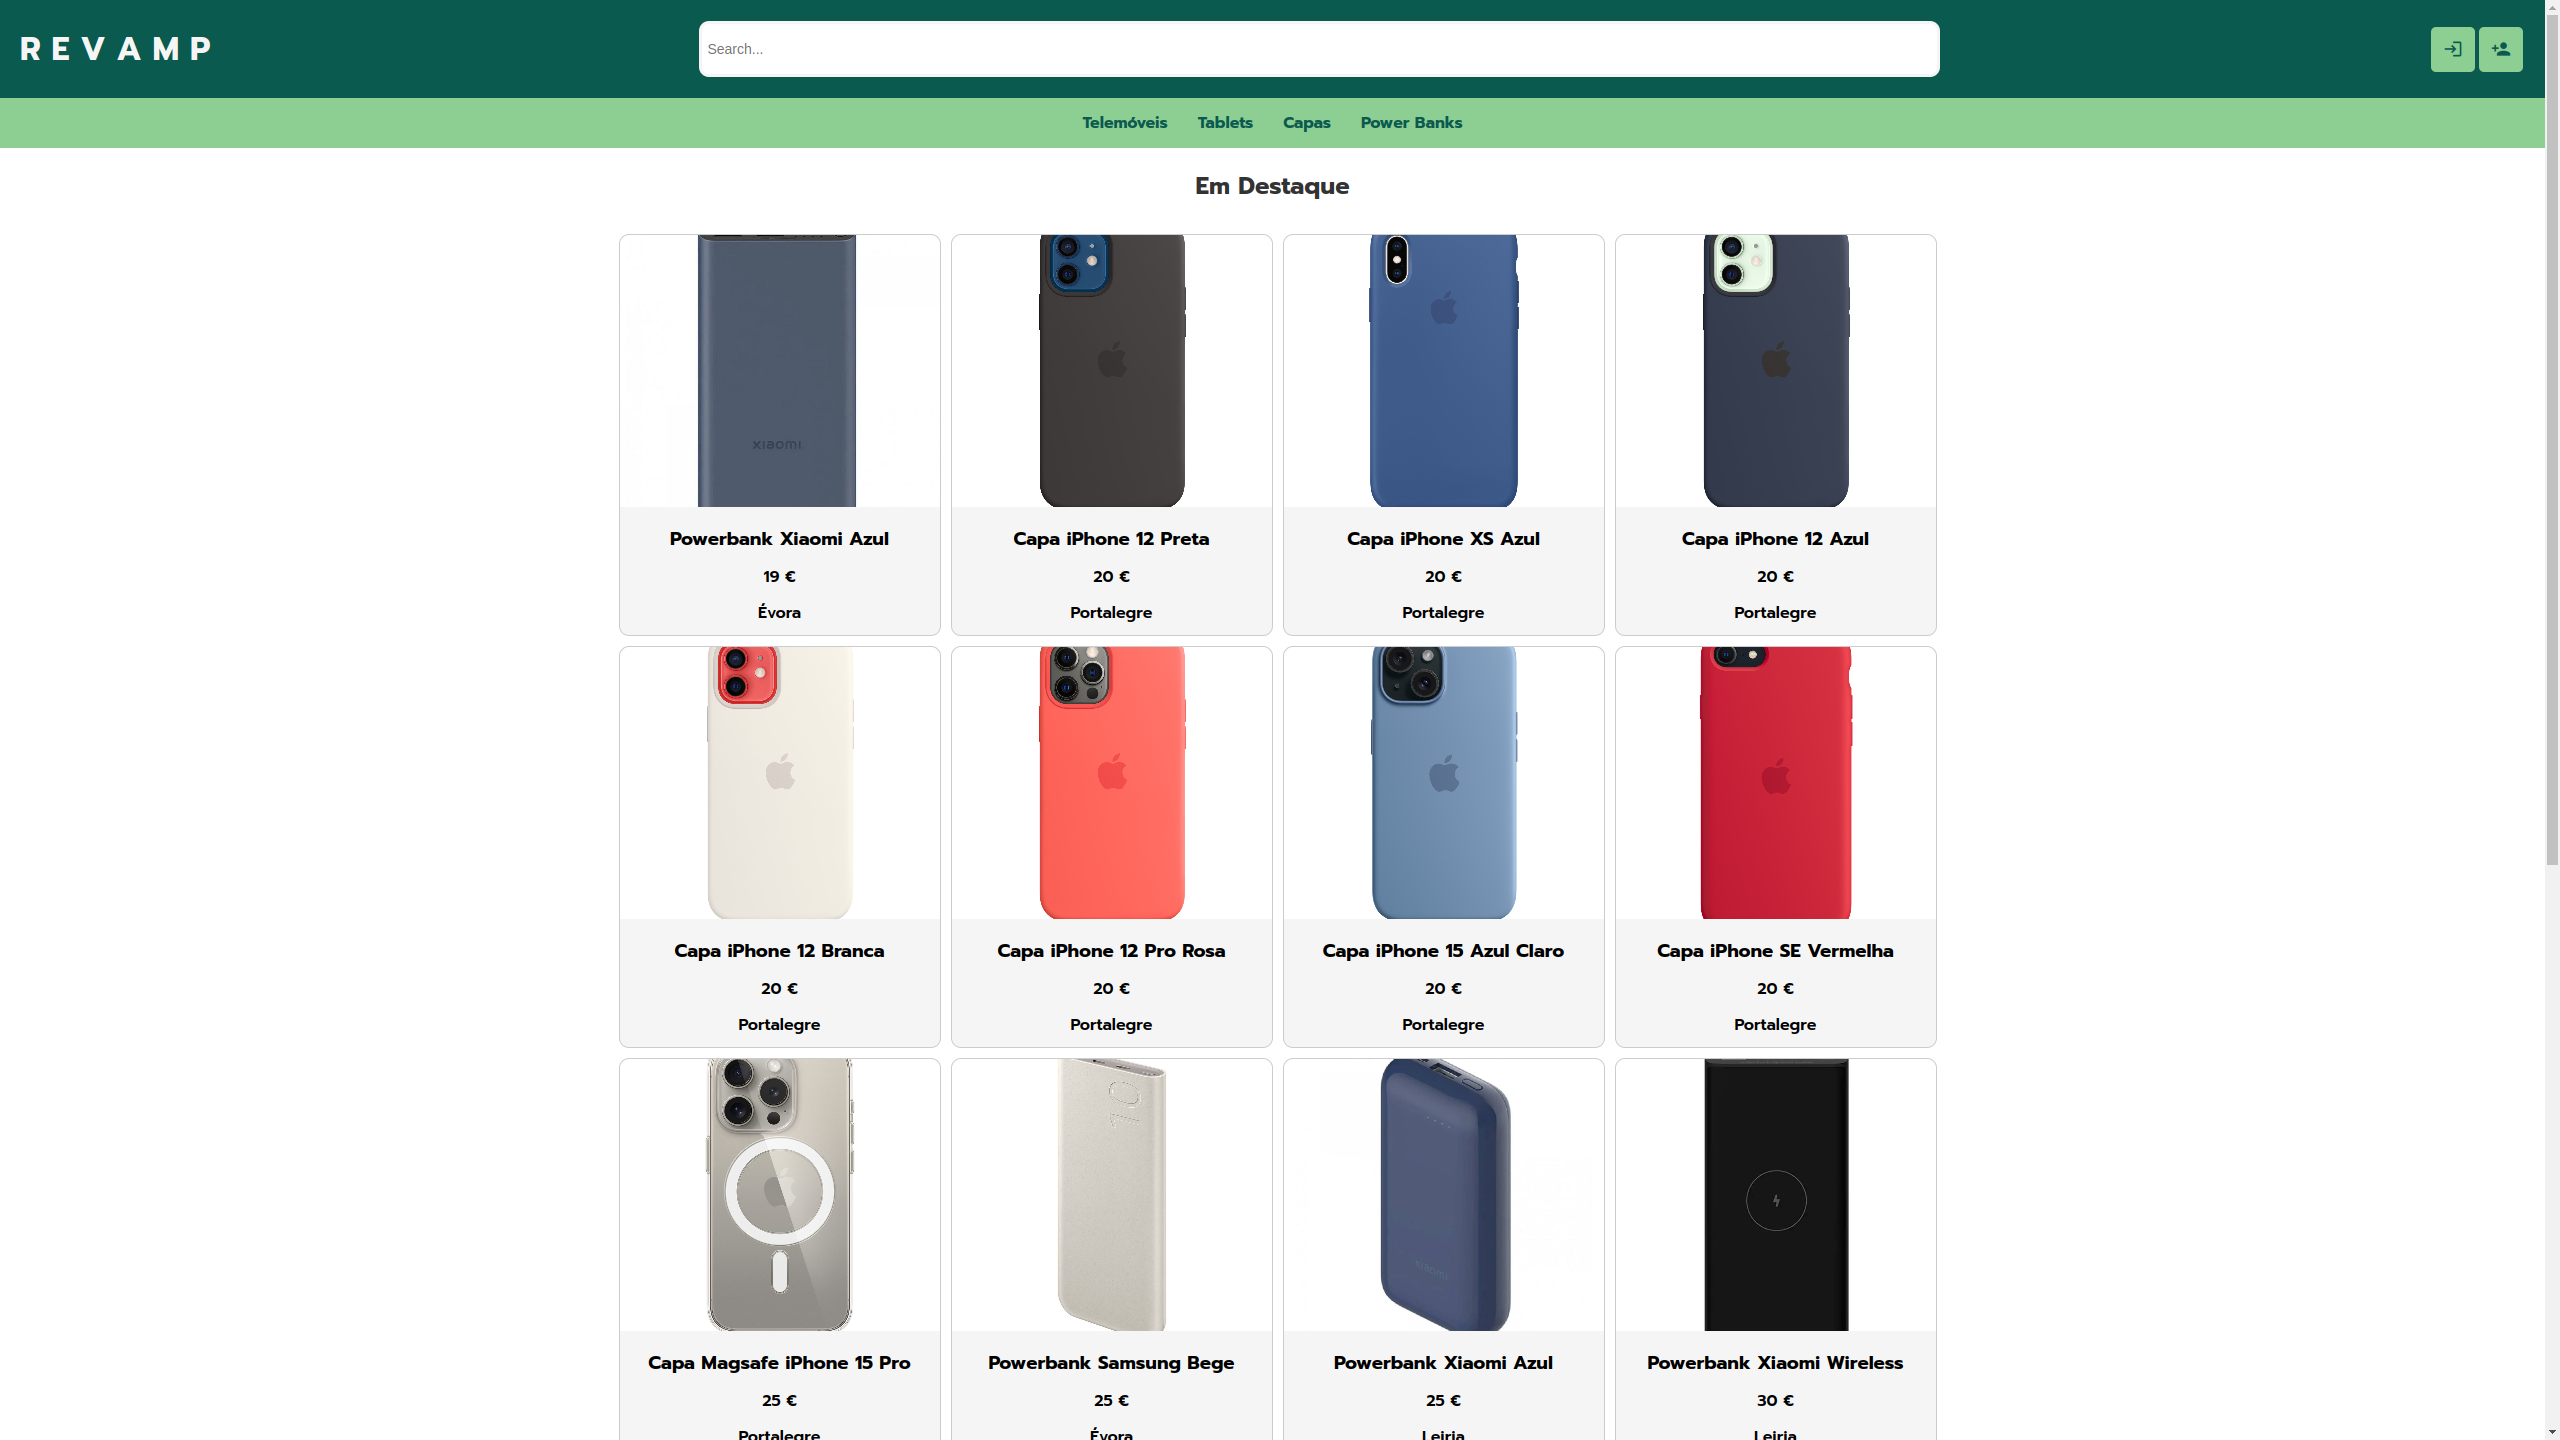 REVAMP
Search...
Telemóveis Tablets Capas Power Banks
Em Destaque
xiaomi
Powerbank Xiaomi Azul
19 €
Évora
Capa iPhone 12 Preta
20 €
Portalegre
Capa iPhone XS Azul
20 €
Portalegre
Capa iPhone 12 Azul
20 €
Portalegre
Capa iPhone 12 Branca
20 €
Portalegre
Capa iPhone 12 Pro Rosa
20 €
Portalegre
Capa iPhone 15 Azul Claro
20 €
Portalegre
Capa iPhone SE Vermelha
20 €
Portalegre
Capa Magsafe iPhone 15 Pro
25 €
Portalegre
Powerbank Samsung Bege
25 €
Évora
xiaomi
Powerbank Xiaomi Azul
25 €
Leiria
Powerbank Xiaomi Wireless
30 €
Leiria